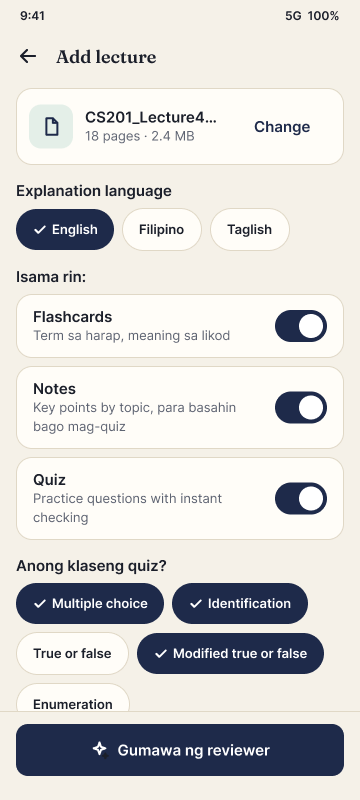 9:41
5G 100%
Add lecture
CS201_Lecture4...
18 pages · 2.4 MB
Change
Explanation language
English
Filipino
Taglish
Isama rin:
Flashcards
Term sa harap, meaning sa likod
Notes
Key points by topic, para basahin
bago mag-quiz
Quiz
Practice questions with instant
checking
Anong klaseng quiz?
Multiple choice
Identification
True or false
Modified true or false
Enumeration
Gumawa ng reviewer